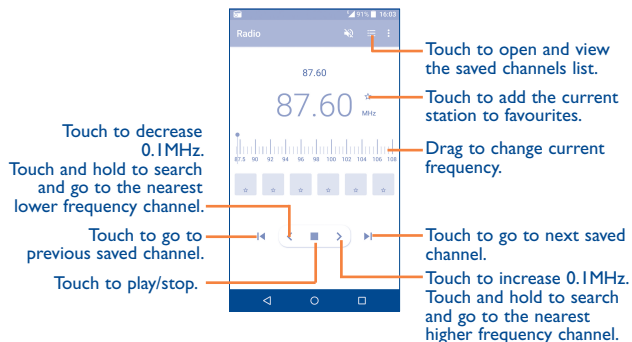 91% 16:03
Radio
87.60
87.60 MHz
87.5 90 92 94 96 98 100 102 104 106 108
Touch to open and view
the saved channels list.
Touch to add the current
station to favourites.
Drag to change current
frequency.
Touch to decrease
0.1MHz.
Touch and hold to search
and go to the nearest
lower frequency channel.
Touch to go to
previous saved channel.
Touch to play/stop.
Touch to go to next saved
channel.
Touch to increase 0.1MHz.
Touch and hold to search
and go to the nearest
higher frequency channel.